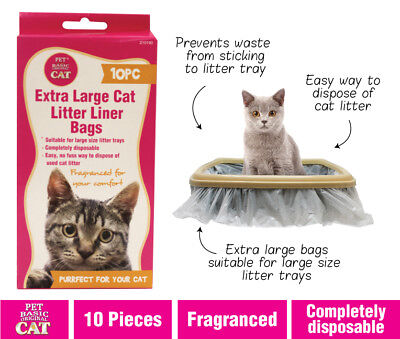 PET
BASIC
ORIGINAL
CAT
10PC
Extra Large Cat
Litter Liner
Bags
- Suitable for large size litter trays
- Completely disposable
- Easy, no fuss way to dispose of
used cat litter
Fragranced for
your comfort
PURRFECT FOR YOUR CAT
Prevents waste
from sticking
to litter tray
Easy way to
dispose of
cat litter
Extra large bags
suitable for large size
litter trays
PET
BASIC
ORIGINAL
CAT
10 Pieces
Fragranced
Completely
disposable